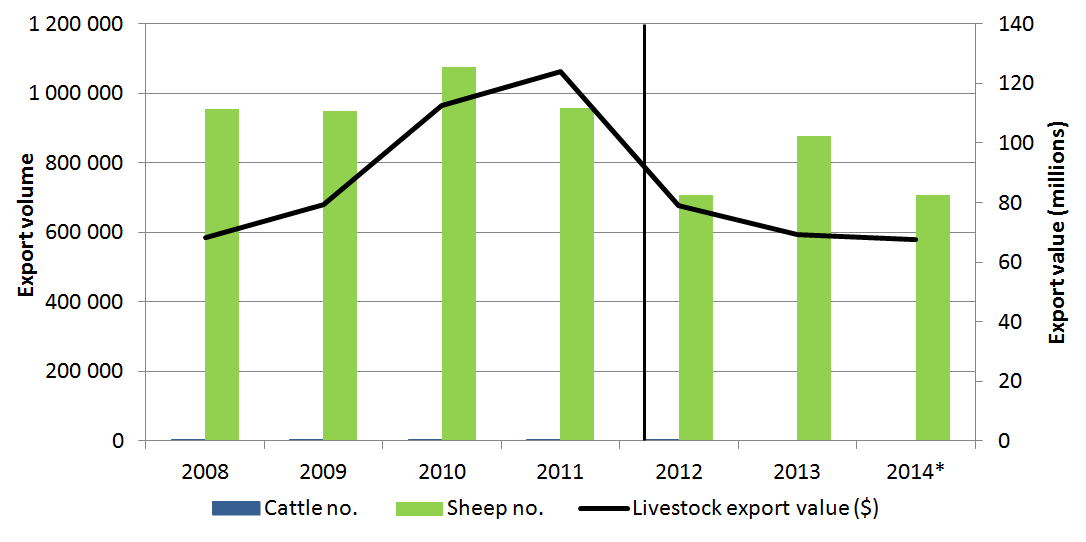 1 200 000
1 000 000
800 000
600 000
400 000
200 000
0
Export volume
140
120
100
80
60
40
20
0
Export value (millions)
2008 2009 2010 2011 2012 2013 2014*
Cattle no. Sheep no. Livestock export value ($)